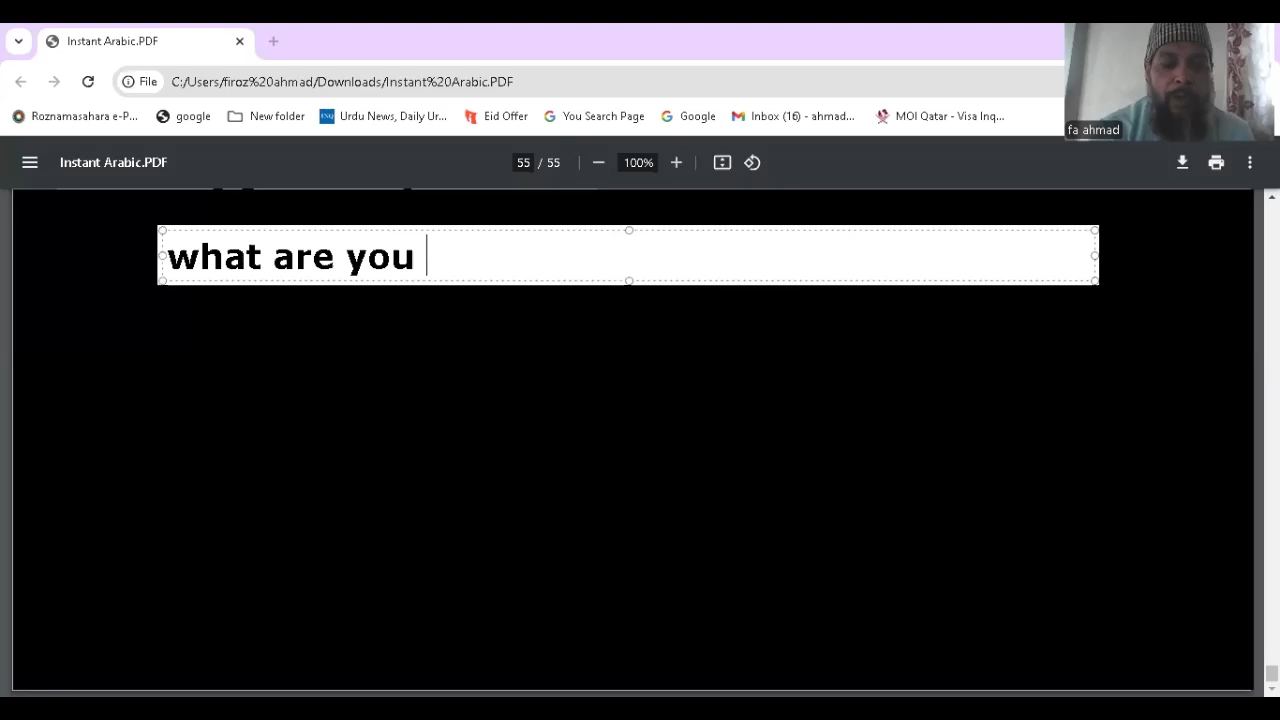 Instant Arabic.PDF
File C:/Users/firoz%20ahmad/Downloads/Instant%20Arabic.PDF
Roznamasahara e-P... google New folder Urdu News, Daily Ur... Eid Offer You Search Page Google Inbox (16) - ahmad... MOI Qatar - Visa Inq...
fa ahmad
Instant Arabic.PDF 55 / 55 100%
what are you